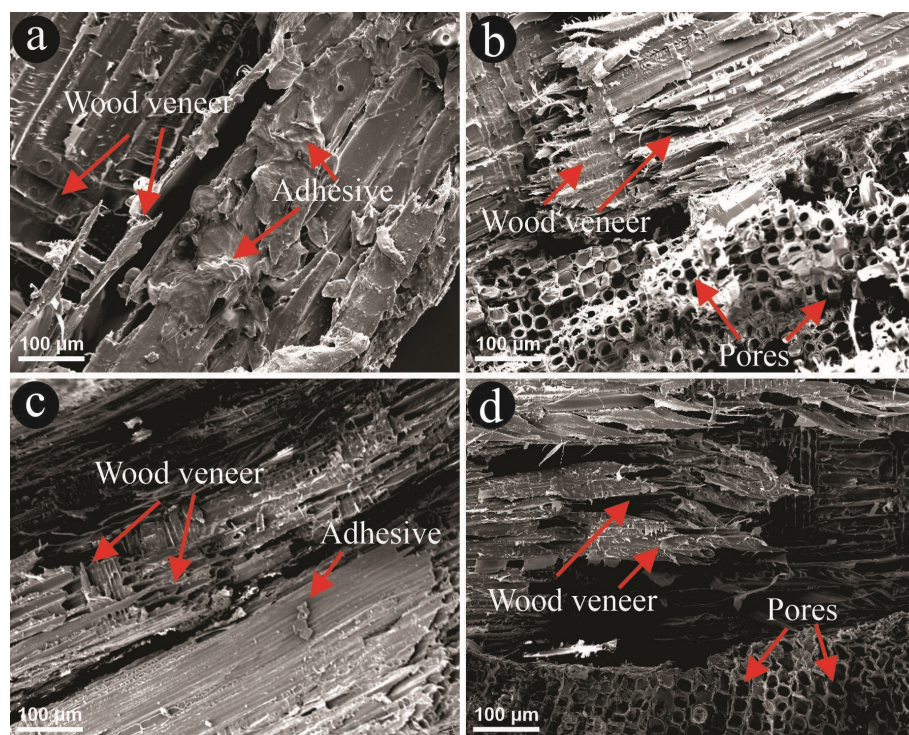 a
Wood veneer
Adhesive
100 µm
b
Wood veneer
Pores
100 µm
c
Wood veneer
Adhesive
100 µm
d
Wood veneer
Pores
100 µm